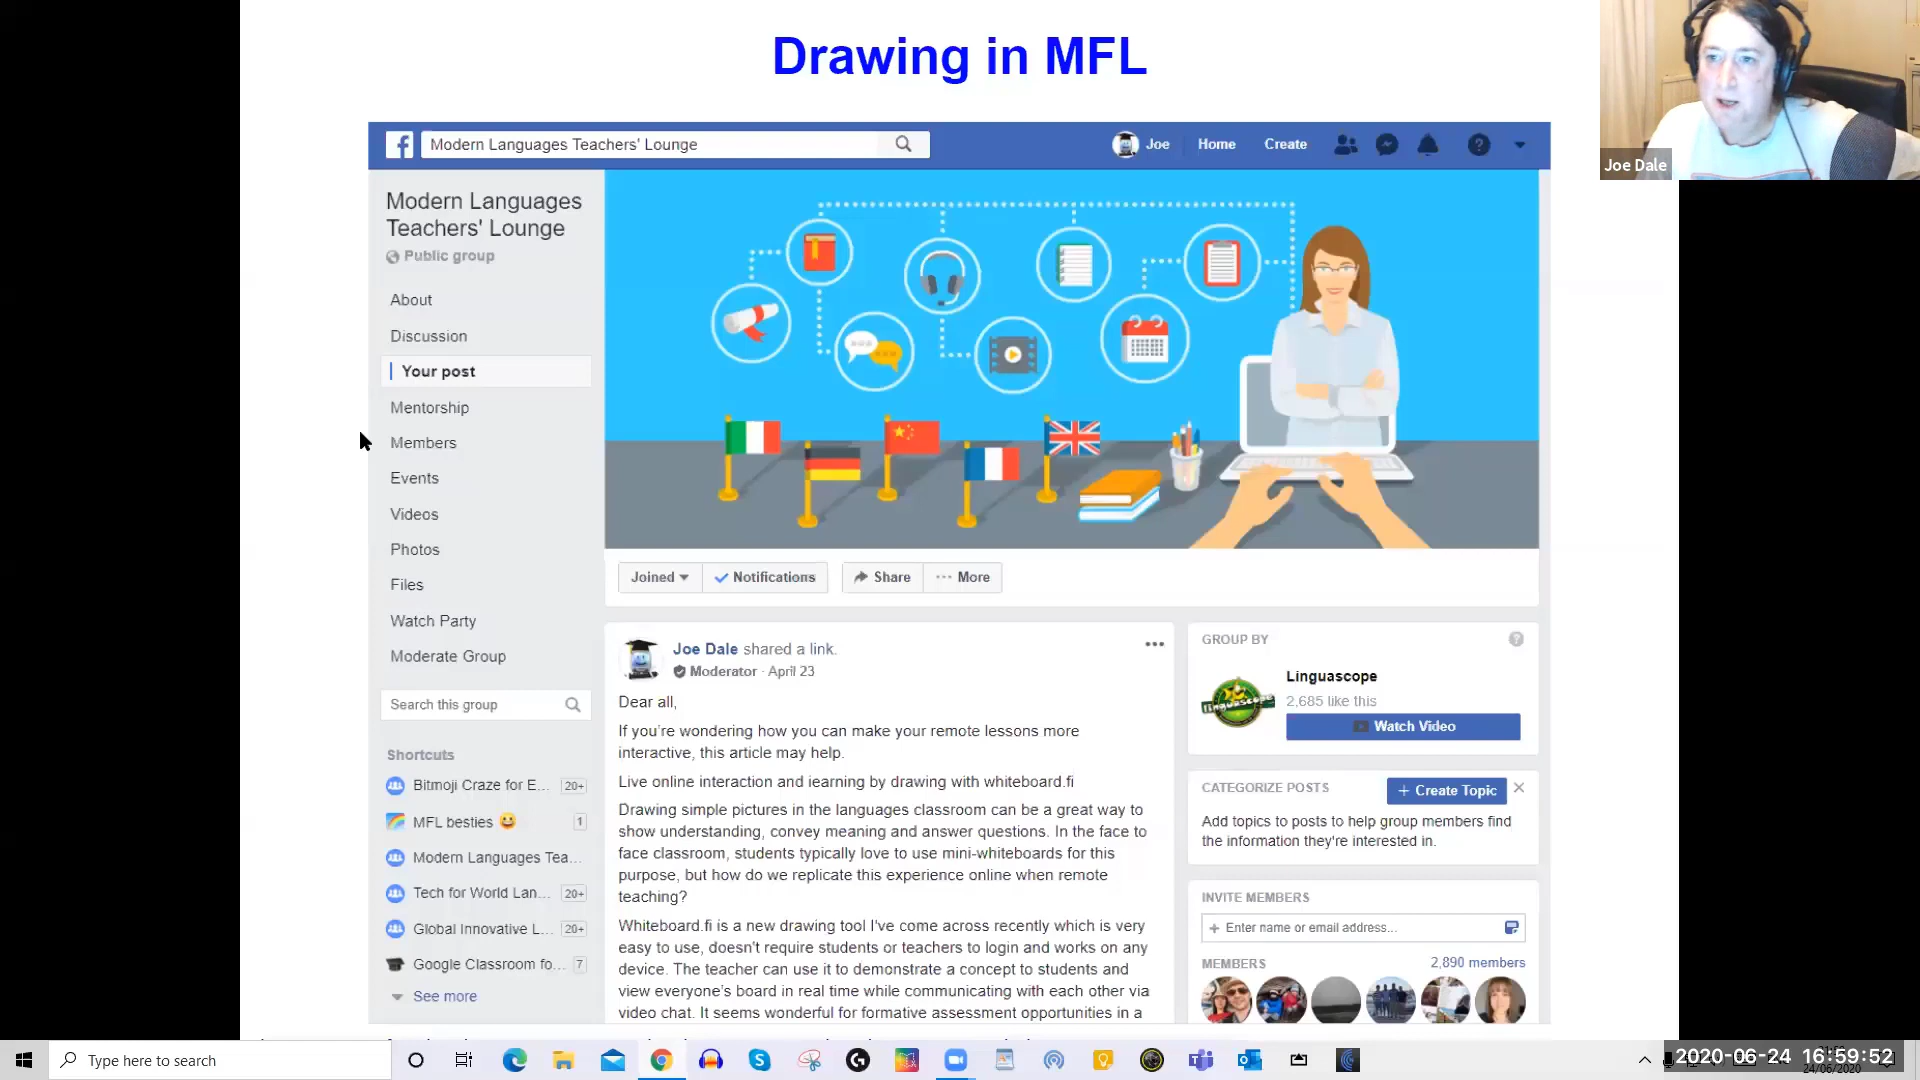 Drawing in MFL
Joe Dale
Modern Languages Teachers' Lounge
Joe
Home
Create
Modern Languages
Teachers' Lounge
Public group
About
Discussion
Your post
Mentorship
Members
Events
Videos
Photos
Files
Watch Party
Moderate Group
Search this group
Shortcuts
Bitmoji Craze for E... 20+
MFL besties 😀 1
Modern Languages Tea...
Tech for World Lan... 20+
Global Innovative L... 20+
Google Classroom fo... 7
See more
Joined
Notifications
Share
More
Joe Dale shared a link.
Moderator · April 23
Dear all,
If you're wondering how you can make your remote lessons more
interactive, this article may help.
Live online interaction and iearning by drawing with whiteboard.fi
Drawing simple pictures in the languages classroom can be a great way to
show understanding, convey meaning and answer questions. In the face to
face classroom, students typically love to use mini-whiteboards for this
purpose, but how do we replicate this experience online when remote
teaching?
Whiteboard.fi is a new drawing tool I've come across recently which is very
easy to use, doesn't require students or teachers to login and works on any
device. The teacher can use it to demonstrate a concept to students and
view everyone's board in real time while communicating with each other via
video chat. It seems wonderful for formative assessment opportunities in a
GROUP BY
linguascope
Linguascope
2,685 like this
Watch Video
CATEGORIZE POSTS
+ Create Topic
Add topics to posts to help group members find
the information they're interested in.
INVITE MEMBERS
+ Enter name or email address...
MEMBERS
2,890 members
Type here to search
2020-06-24 16:59:52
24/06/2020